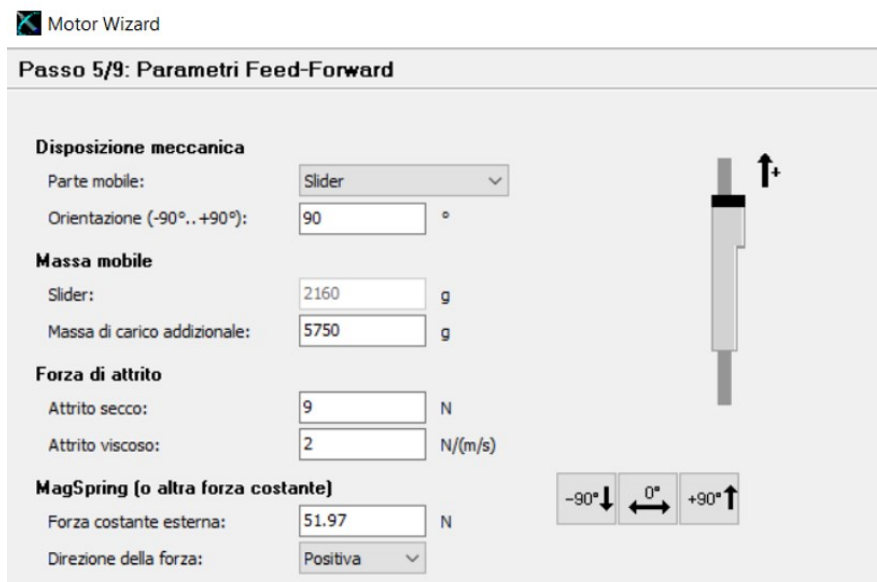 Motor Wizard
Passo 5/9: Parametri Feed-Forward
Disposizione meccanica
Parte mobile: Slider
Orientazione (-90°..+90°): 90 °
+
Massa mobile
Slider: 2160 g
Massa di carico addizionale: 5750 g
Forza di attrito
Attrito secco: 9 N
Attrito viscoso: 2 N/(m/s)
MagSpring (o altra forza costante)
-90° 0° +90°
Forza costante esterna: 51.97 N
Direzione della forza: Positiva